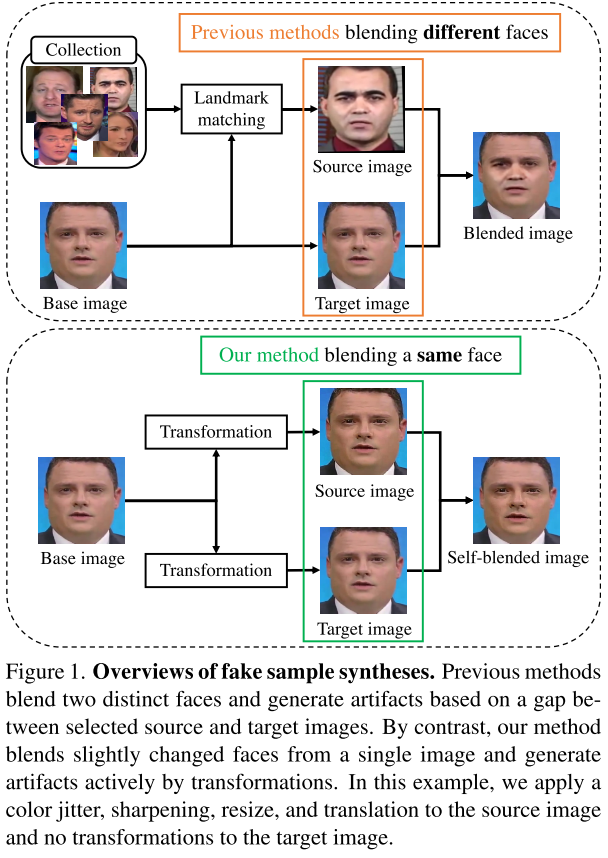 Previous methods blending different faces
Collection
Landmark
matching
Source image
Blended image
Base image
Target image
Our method blending a same face
Transformation
Source image
Base image
Self-blended image
Transformation
Target image
Figure 1. Overviews of fake sample syntheses. Previous methods
blend two distinct faces and generate artifacts based on a gap be-
tween selected source and target images. By contrast, our method
blends slightly changed faces from a single image and generate
artifacts actively by transformations. In this example, we apply a
color jitter, sharpening, resize, and translation to the source image
and no transformations to the target image.